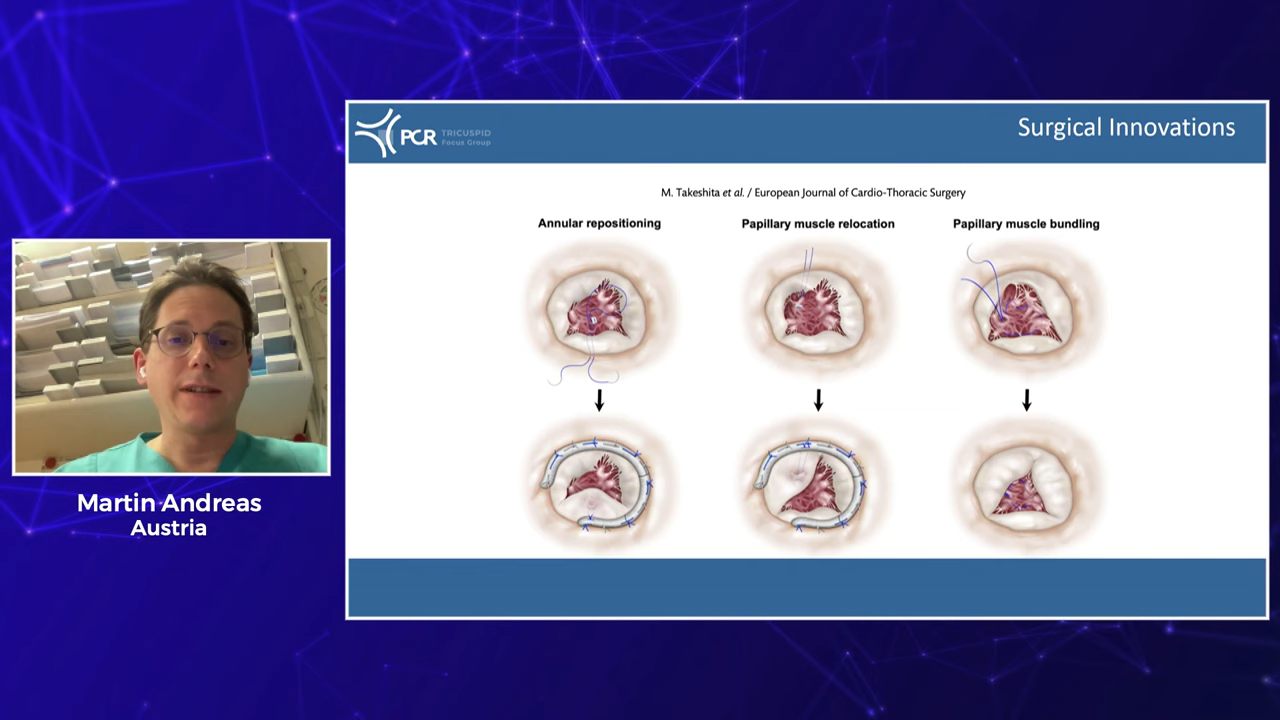 PCR TRICUSPID
Focus Group
Surgical Innovations
M. Takeshita et al. / European Journal of Cardio-Thoracic Surgery
Annular repositioning
Papillary muscle relocation
Papillary muscle bundling
Martin Andreas
Austria